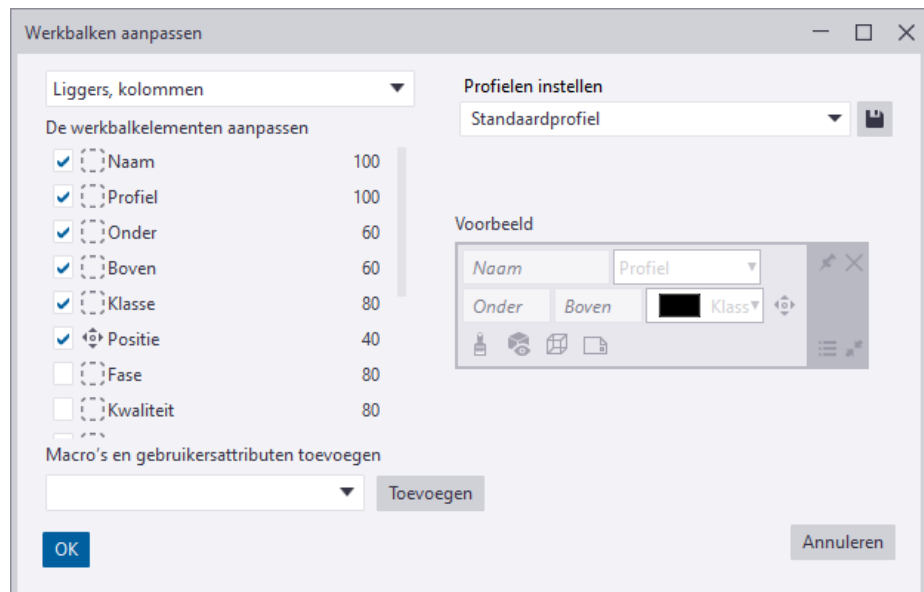 Werkbalken aanpassen
Liggers, kolommen
De werkbalkelementen aanpassen
Naam 100
Profiel 100
Onder 60
Boven 60
Klasse 80
Positie 40
Fase 80
Kwaliteit 80
Macro's en gebruikersattributen toevoegen
Toevoegen
OK
Profielen instellen
Standaardprofiel
Voorbeeld
Naam Profiel
Onder Boven Klass
Annuleren